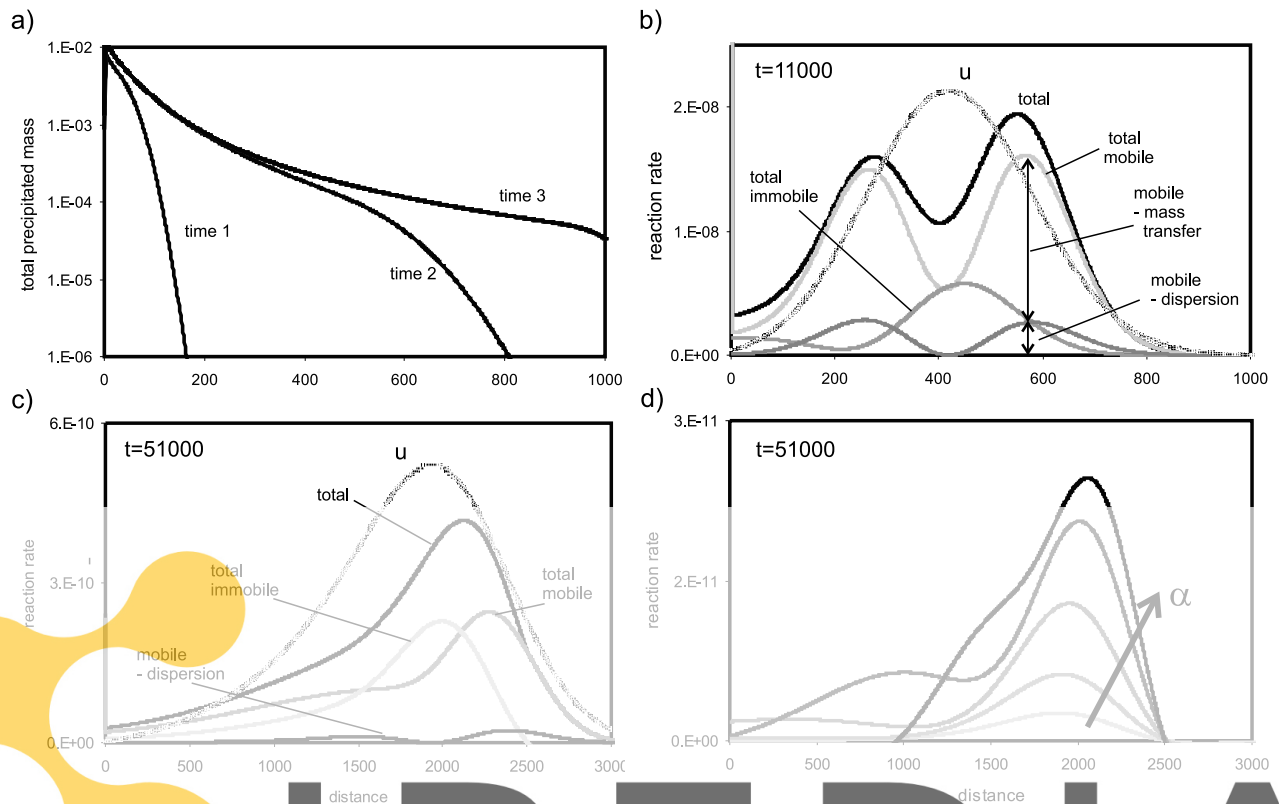 a)
1.E-02
1.E-03
1.E-04
1.E-05
1.E-06
total precipitated mass
time 1
time 2
time 3
0
200
400
600
800
1000
b)
t=11000
u
total
total
mobile
total
immobile
mobile
- mass
transfer
mobile
- dispersion
2.E-08
1.E-08
0.E+00
reaction rate
0
200
400
600
800
1000
c)
6.E-10
3.E-10
0.E+00
reaction rate
t=51000
u
total
total
immobile
total
mobile
mobile
- dispersion
0
500
1000
1500
2000
2500
3000
distance
d)
3.E-11
2.E-11
0.E+00
reaction rate
t=51000
α
0
500
1000
1500
2000
2500
3000
distance